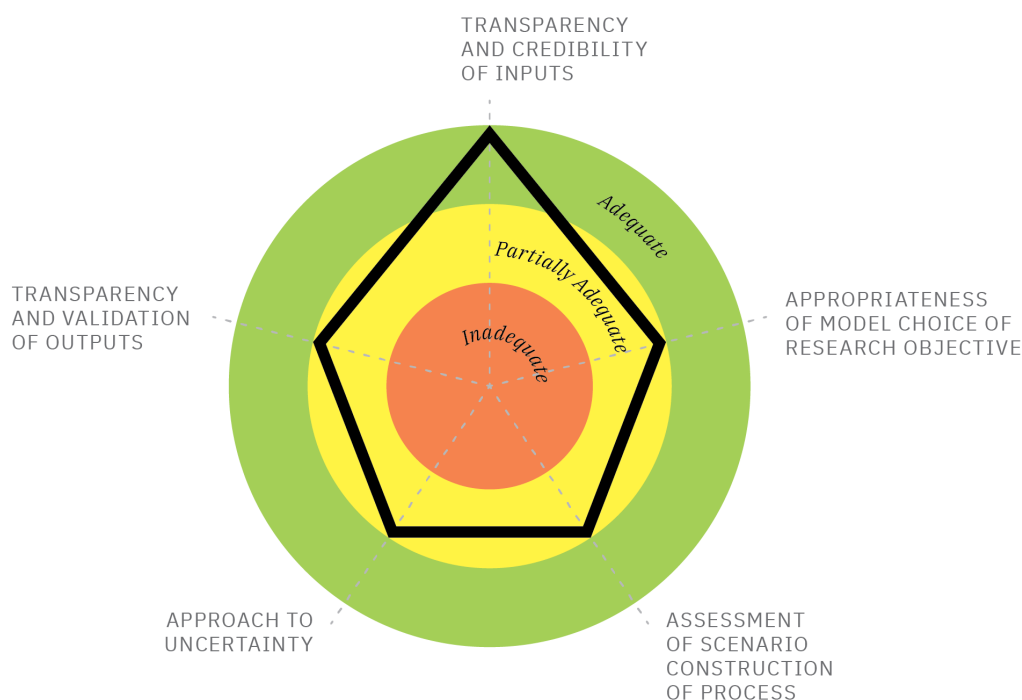 TRANSPARENCY
AND CREDIBILITY
OF INPUTS
Adequate
Partially Adequate
Inadequate
TRANSPARENCY
AND VALIDATION
OF OUTPUTS
APPROPRIATENESS
OF MODEL CHOICE OF
RESEARCH OBJECTIVE
APPROACH TO
UNCERTAINTY
ASSESSMENT
OF SCENARIO
CONSTRUCTION
OF PROCESS